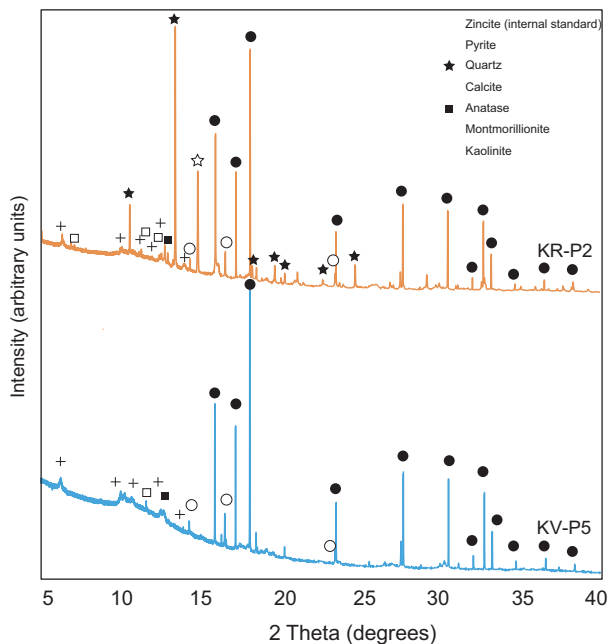 Zincite (internal standard)
Pyrite
Quartz
Calcite
Anatase
Montmorillionite
Kaolinite
KR-P2
KV-P5
Intensity (arbitrary units)
5 10 15 20 25 30 35 40
2 Theta (degrees)